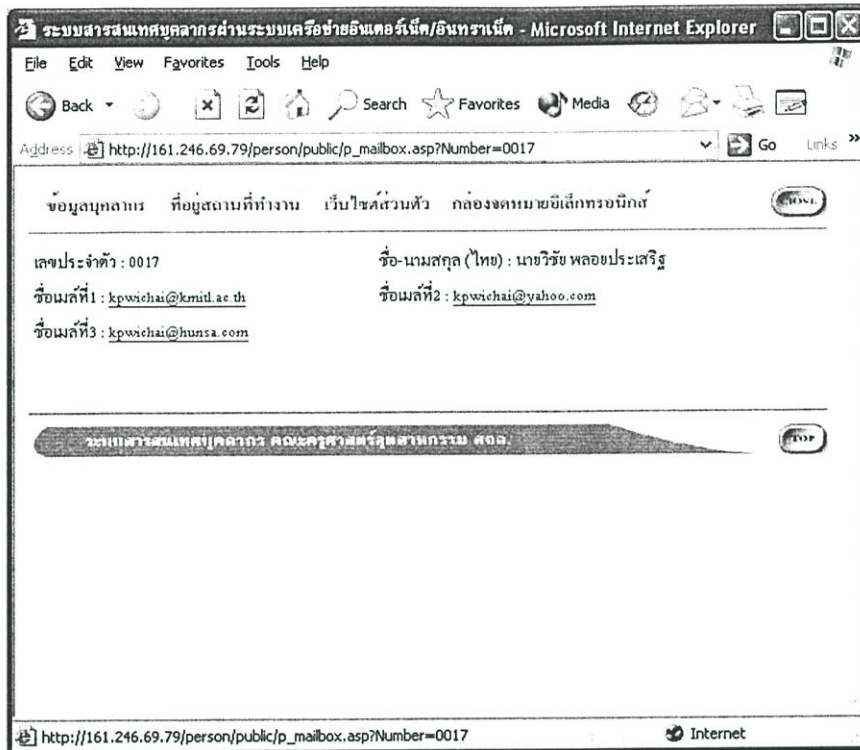 ระบบสารสนเทศบุคลากรผ่านระบบเครือข่ายอินเตอร์เน็ต/อินทราเน็ต - Microsoft Internet Explorer
File Edit View Favorites Tools Help
Back Search Favorites Media
Address http://161.246.69.79/person/public/p_mailbox.asp?Number=0017 Go Links »
ข้อมูลบุคลากร ที่อยู่สถานที่ทำงาน เว็บไซต์ส่วนตัว กล่องจดหมายอิเล็กทรอนิกส์ CLOSE
เลขประจำตัว : 0017 ชื่อ-นามสกุล (ไทย) : นายวิชัย พลอยประเสริฐ
ชื่อเมล์ที่1 : kpwichai@kmitl.ac.th ชื่อเมล์ที่2 : kpwichai@yahoo.com
ชื่อเมล์ที่3 : kpwichai@hunsa.com
ระบบสารสนเทศบุคลากร คณะครุศาสตร์อุตสาหกรรม สจล. TOP
http://161.246.69.79/person/public/p_mailbox.asp?Number=0017 Internet